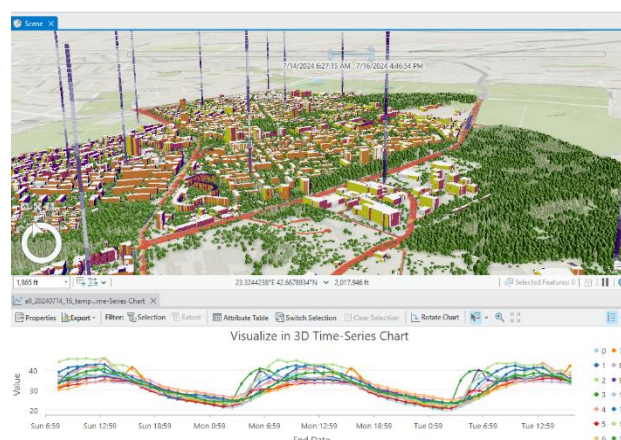 Scene
7/14/2024 6:27:15 AM - 7/16/2024 4:46:54 PM
1,865 ft
23.3244238°E 42.6678934°N
2,017.946 ft
Selected Features: 0
all_20240714_16_temp...me-Series Chart
Properties Export Filter: Selection Extent Attribute Table Switch Selection Clear Selection Rotate Chart
Visualize in 3D Time-Series Chart
Value
40
30
20
Sun 6:59 Sun 12:59 Sun 18:59 Mon 0:59 Mon 6:59 Mon 12:59 Mon 18:59 Tue 0:59 Tue 6:59 Tue 12:59
End Date
0
1
2
3
4
5
6